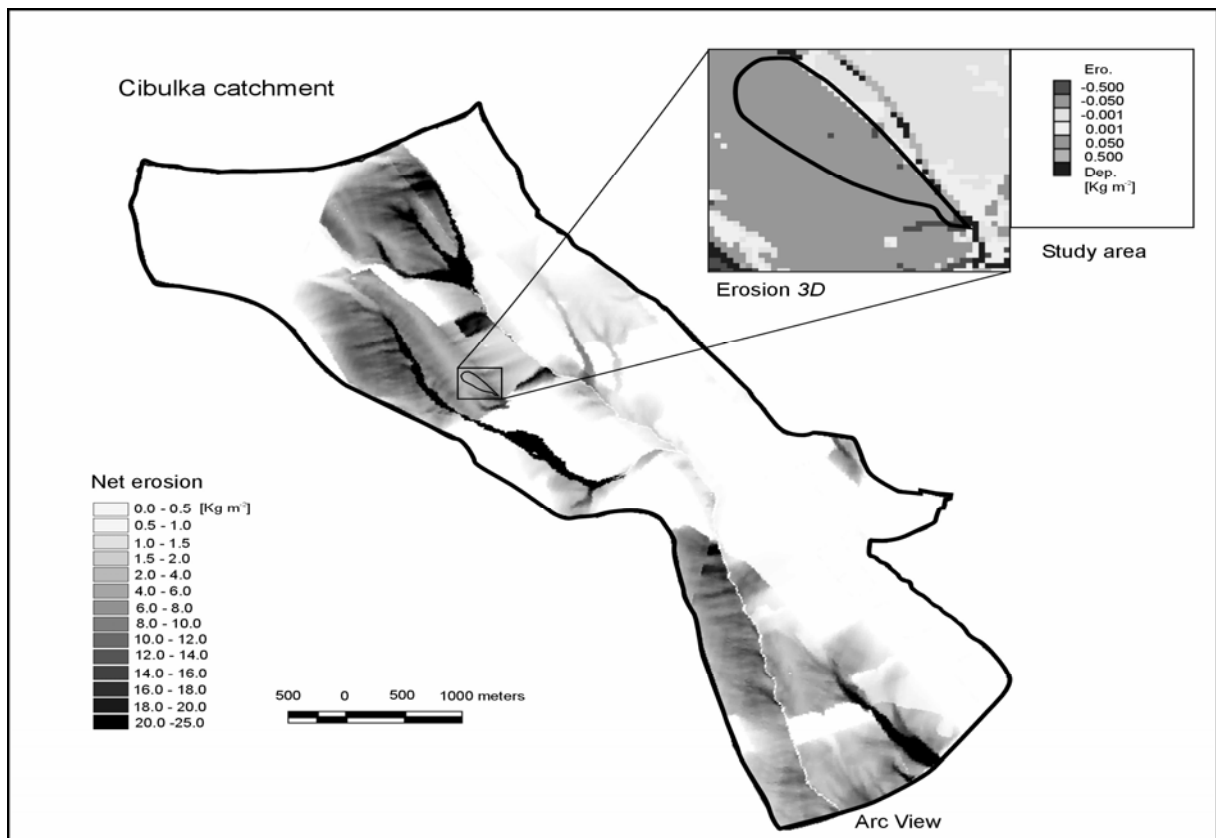 Cibulka catchment
Ero.
-0.500
-0.050
-0.001
0.001
0.050
0.500
Dep.
[Kg m-2]
Study area
Erosion 3D
Net erosion
0.0 - 0.5 [Kg m-2]
0.5 - 1.0
1.0 - 1.5
1.5 - 2.0
2.0 - 4.0
4.0 - 6.0
6.0 - 8.0
8.0 - 10.0
10.0 - 12.0
12.0 - 14.0
14.0 - 16.0
16.0 - 18.0
18.0 - 20.0
20.0 -25.0
500 0 500 1000 meters
Arc View